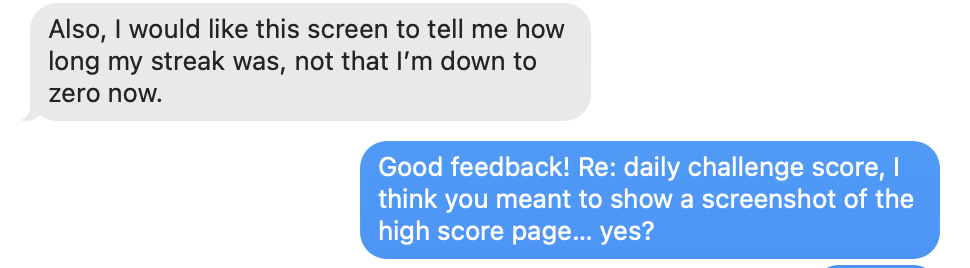 Also, I would like this screen to tell me how
long my streak was, not that I’m down to
zero now.
Good feedback! Re: daily challenge score, I
think you meant to show a screenshot of the
high score page... yes?